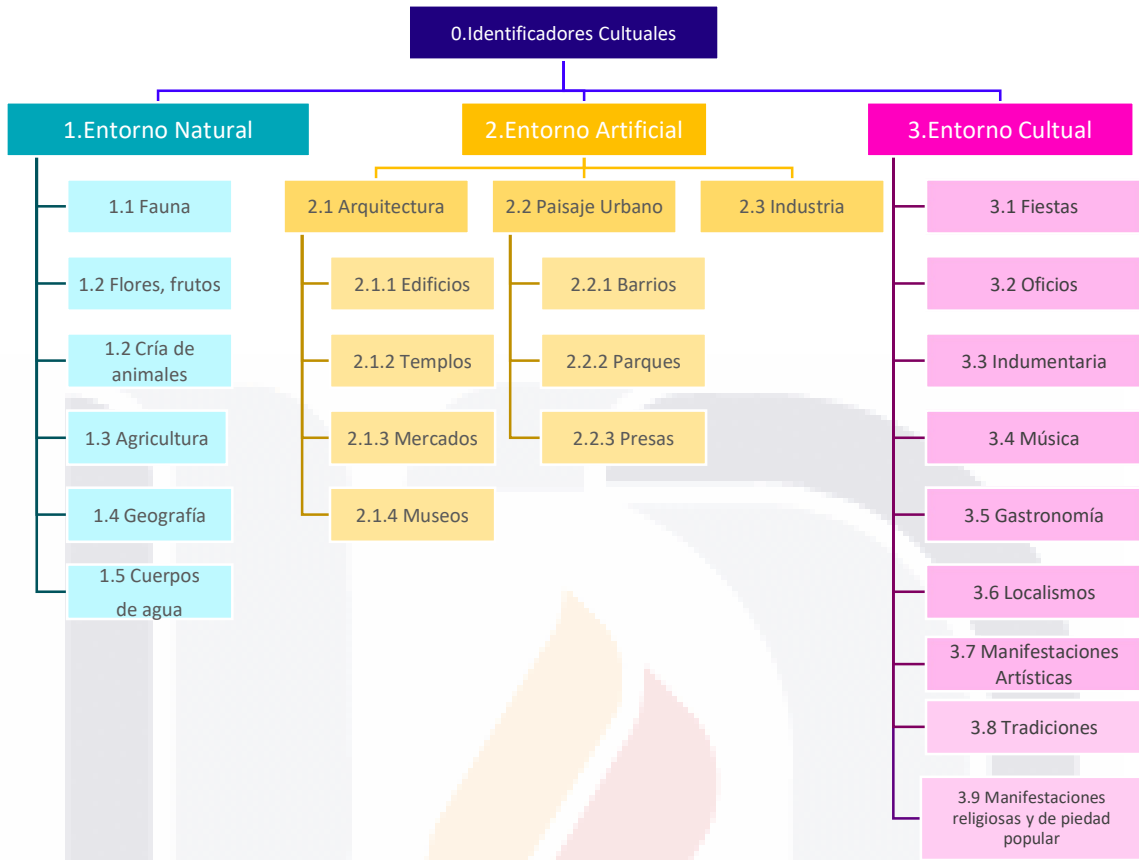 0.Identificadores Cultuales
1.Entorno Natural
1.1 Fauna
1.2 Flores, frutos
1.2 Cría de
animales
1.3 Agricultura
1.4 Geografía
1.5 Cuerpos
de agua
2.Entorno Artificial
2.1 Arquitectura
2.1.1 Edificios
2.1.2 Templos
2.1.3 Mercados
2.1.4 Museos
2.2 Paisaje Urbano
2.2.1 Barrios
2.2.2 Parques
2.2.3 Presas
2.3 Industria
3.Entorno Cultual
3.1 Fiestas
3.2 Oficios
3.3 Indumentaria
3.4 Música
3.5 Gastronomía
3.6 Localismos
3.7 Manifestaciones
Artísticas
3.8 Tradiciones
3.9 Manifestaciones
religiosas y de piedad
popular